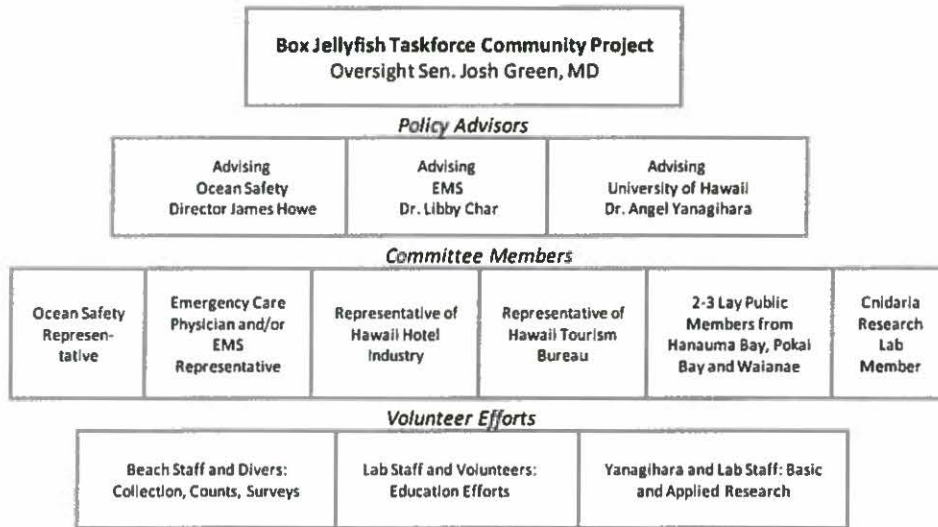 Box Jellyfish Taskforce Community Project
Oversight Sen. Josh Green, MD
Policy Advisors
Advising
Ocean Safety
Director James Howe
Advising
EMS
Dr. Libby Char
Advising
University of Hawaii
Dr. Angel Yanagihara
Committee Members
Ocean Safety
Represen-
tative
Emergency Care
Physician and/or
EMS
Representative
Representative of
Hawaii Hotel
Industry
Representative of
Hawaii Tourism
Bureau
2-3 Lay Public
Members from
Hanauma Bay, Pokai
Bay and Waianae
Cnidaria
Research
Lab
Member
Volunteer Efforts
Beach Staff and Divers:
Collection, Counts, Surveys
Lab Staff and Volunteers:
Education Efforts
Yanagihara and Lab Staff: Basic
and Applied Research